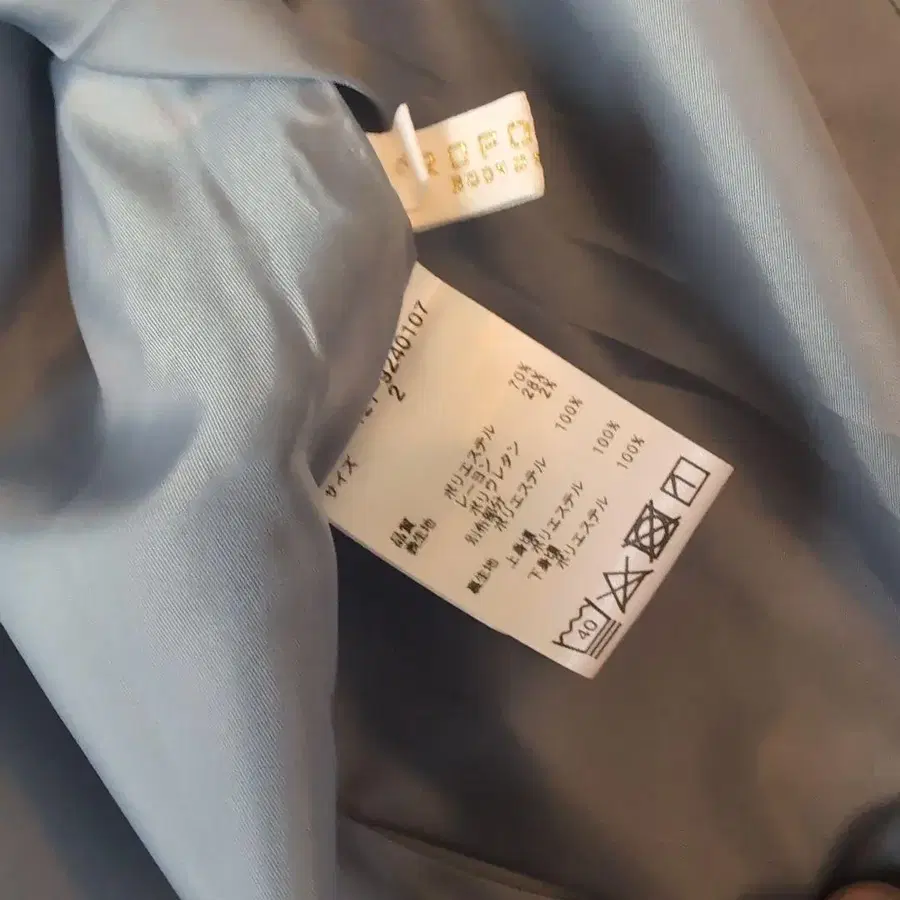 ROFO
9240107
サイズ 2
品質
表生地 ポリエステル 70%
レーヨン 28%
ポリウレタン 2%
別布部分
ポリエステル 100%
裏生地 上身頃
ポリエステル 100%
下身頃
ポリエステル 100%
40